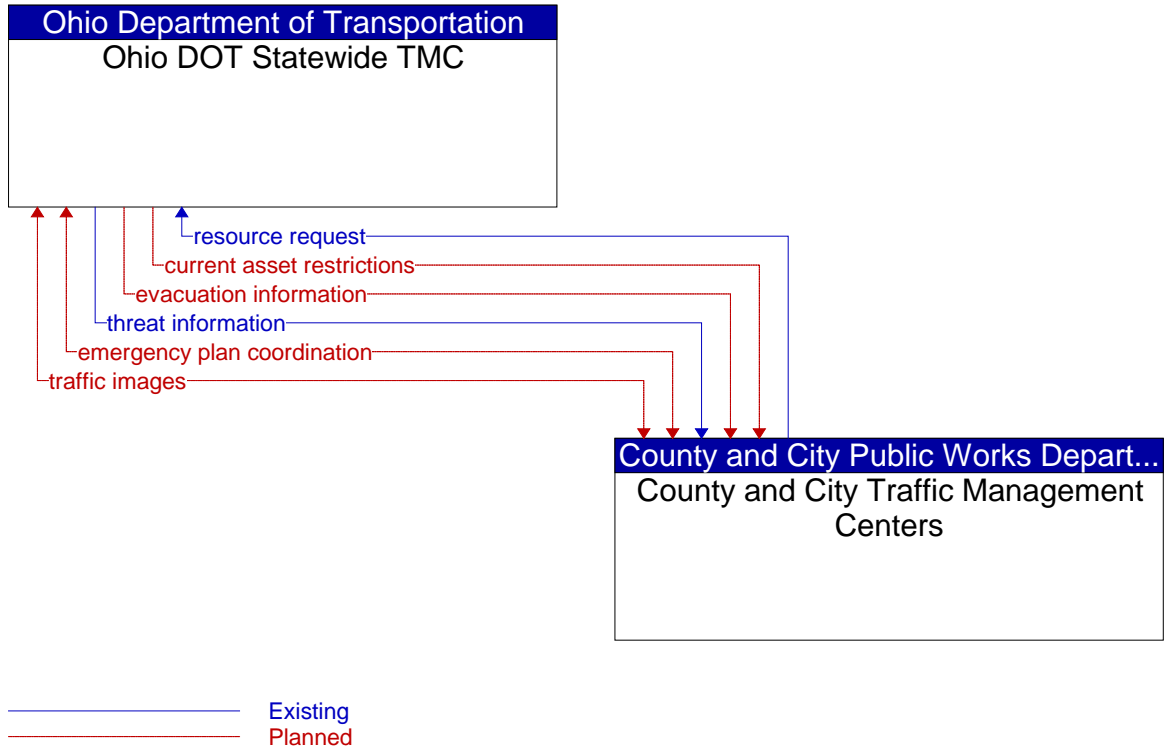 Ohio Department of Transportation
Ohio DOT Statewide TMC
resource request
current asset restrictions
evacuation information
threat information
emergency plan coordination
traffic images
County and City Public Works Depart...
County and City Traffic Management
Centers
Existing
Planned